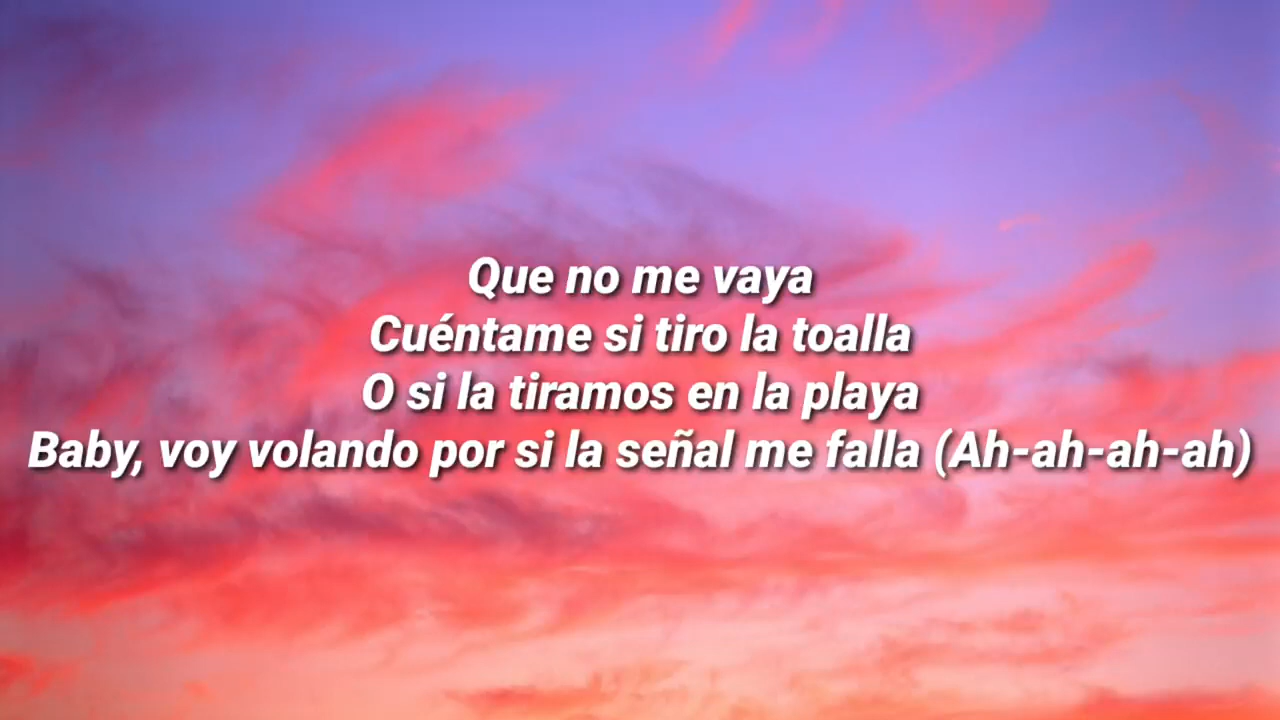 Que no me vaya
Cuéntame si tiro la toalla
O si la tiramos en la playa
Baby, voy volando por si la señal me falla (Ah-ah-ah-ah)